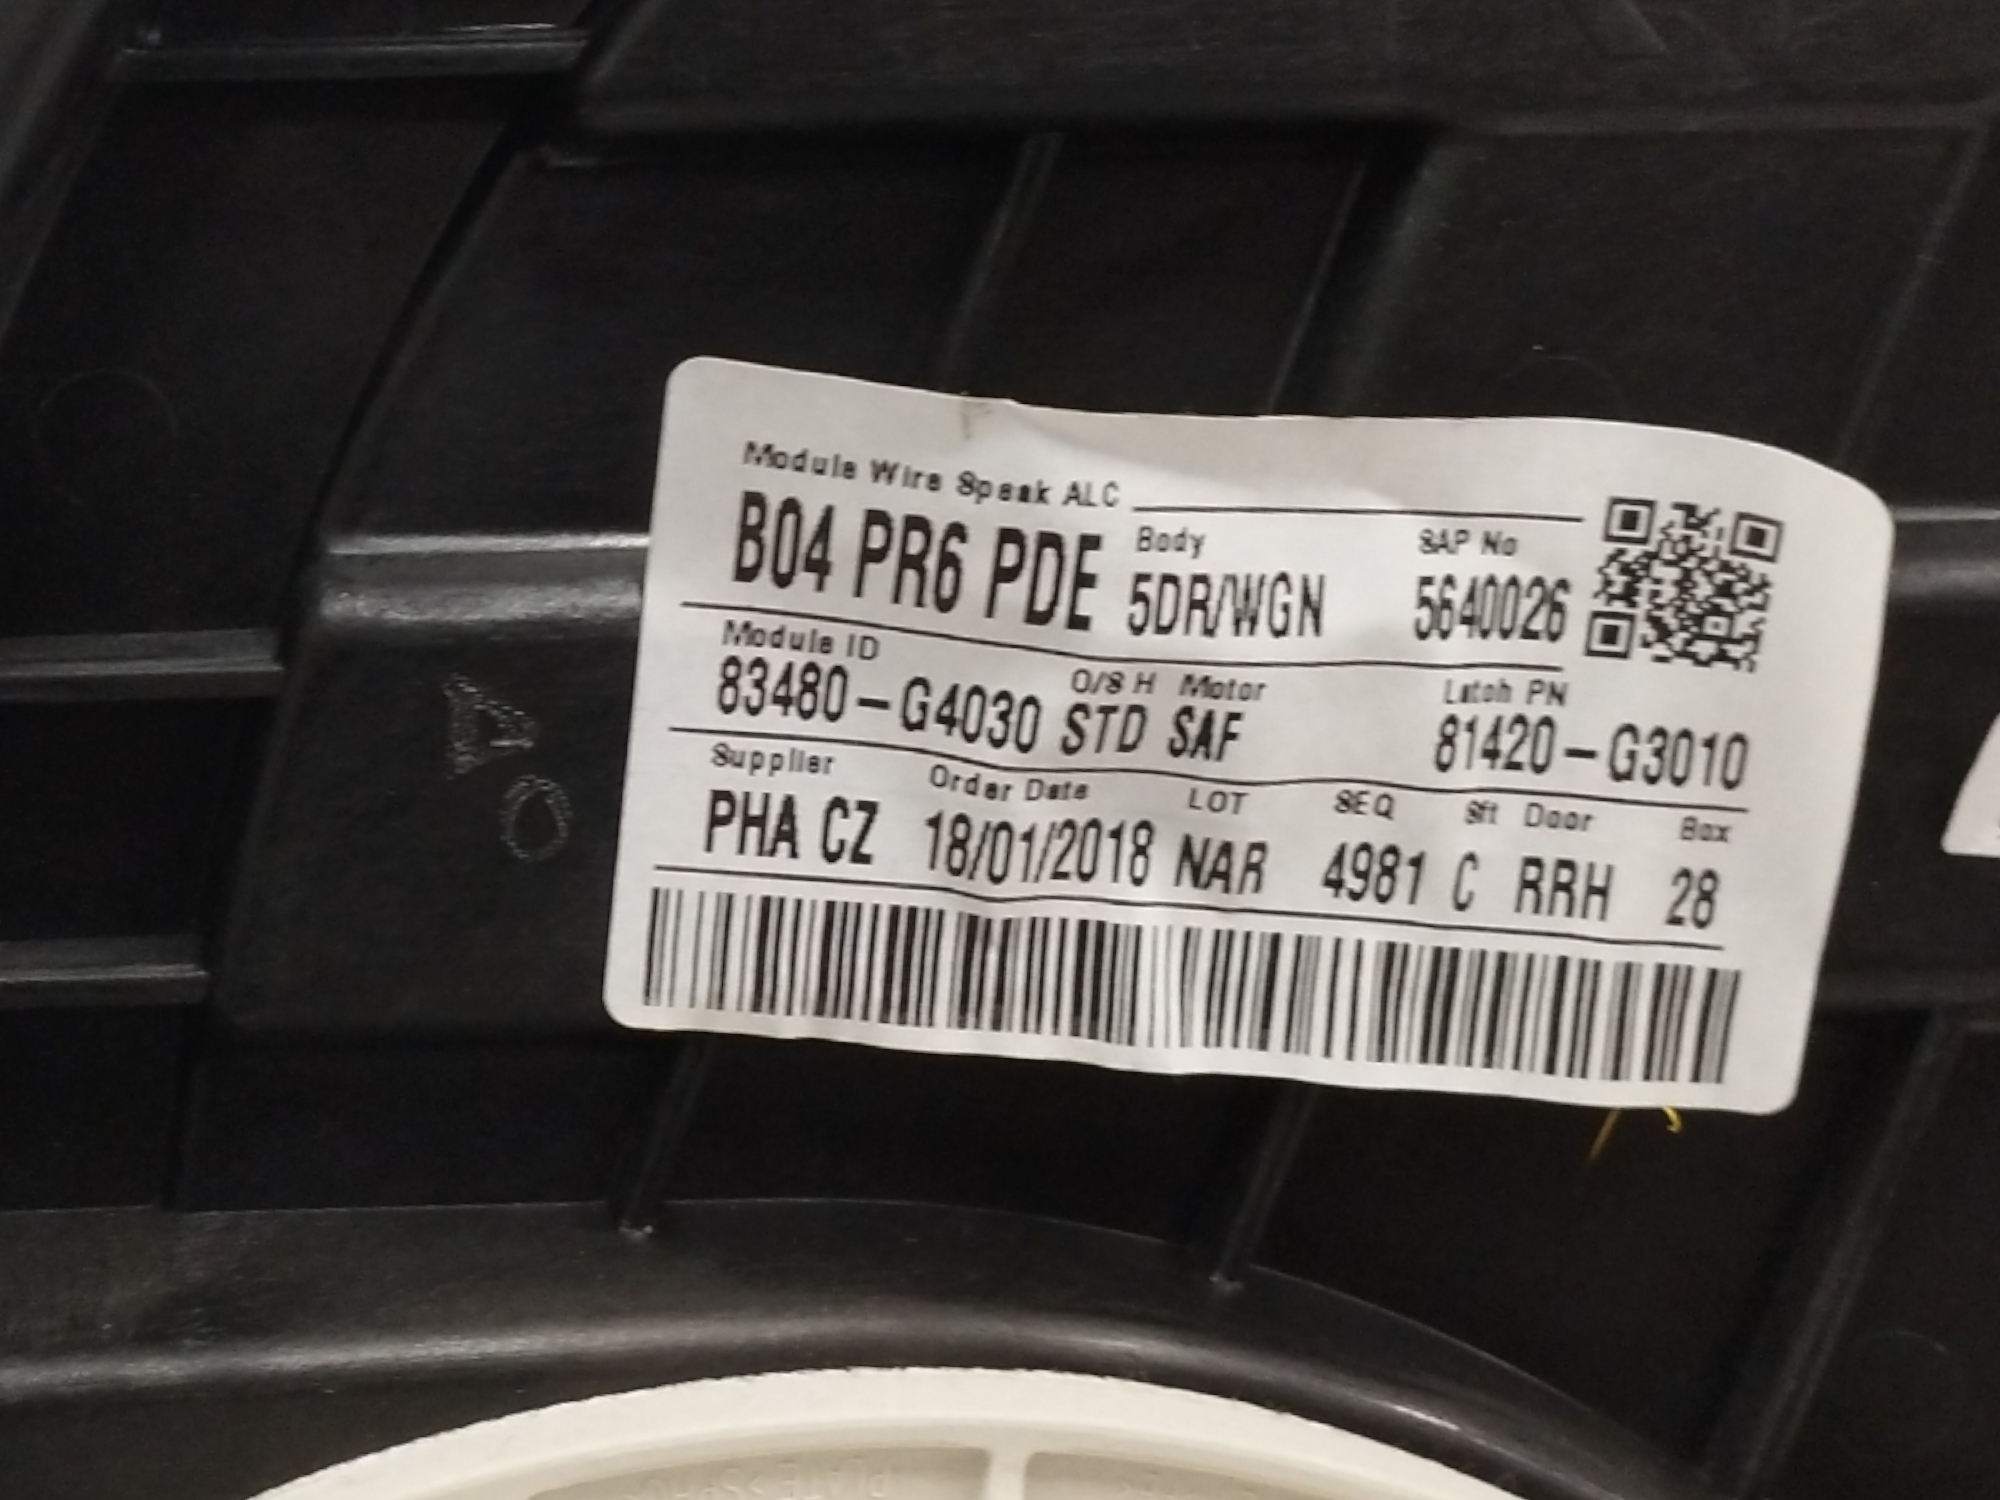 Module Wire Speak ALC
B04 PR6 PDE Body 5DR/WGN SAP No 5640026
Module ID O/S H Motor Latch PN
83480-G4030 STD SAF 81420-G3010
Supplier Order Date LOT SEQ Sft Door Box
PHA CZ 18/01/2018 NAR 4981 C RRH 28
A
0
PLATE